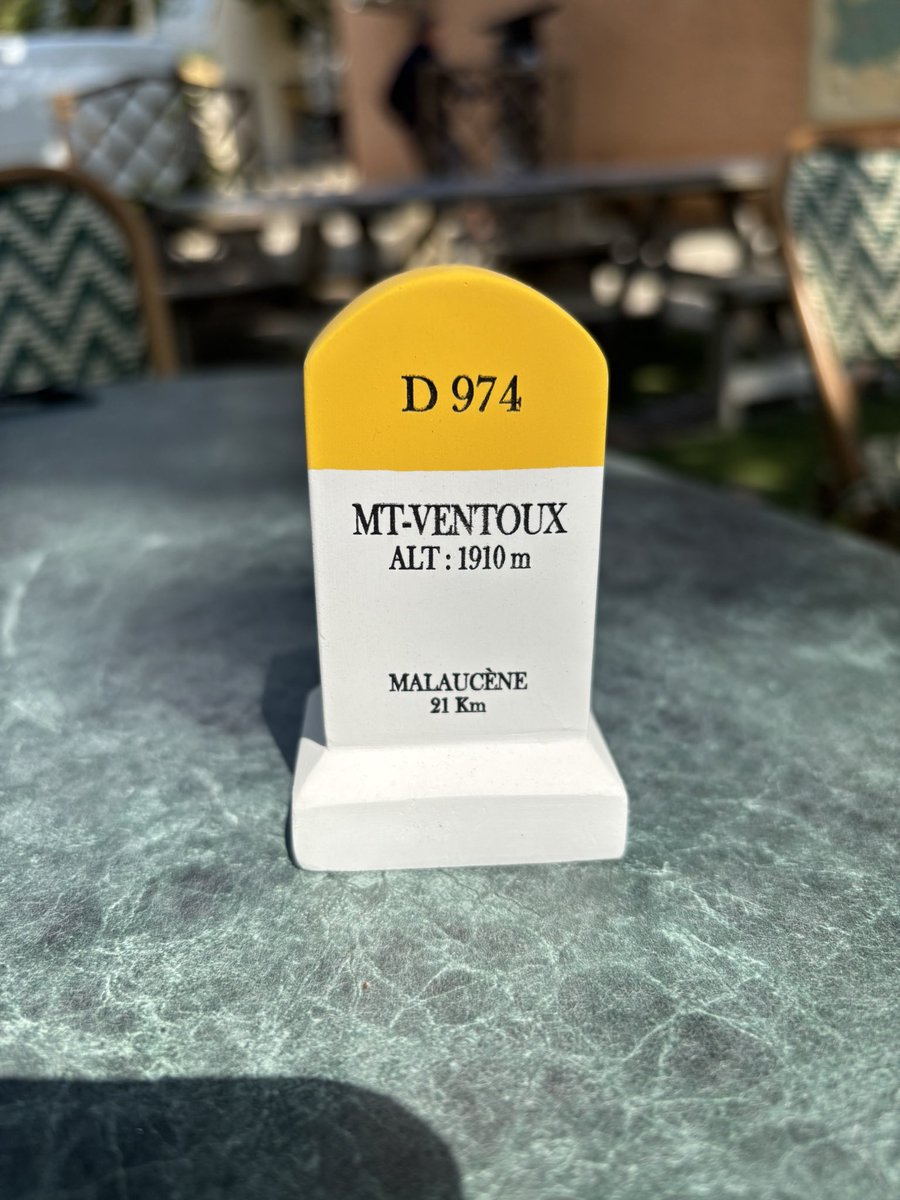 D 974
MT-VENTOUX
ALT : 1910 m
MALAUCÈNE
21 Km